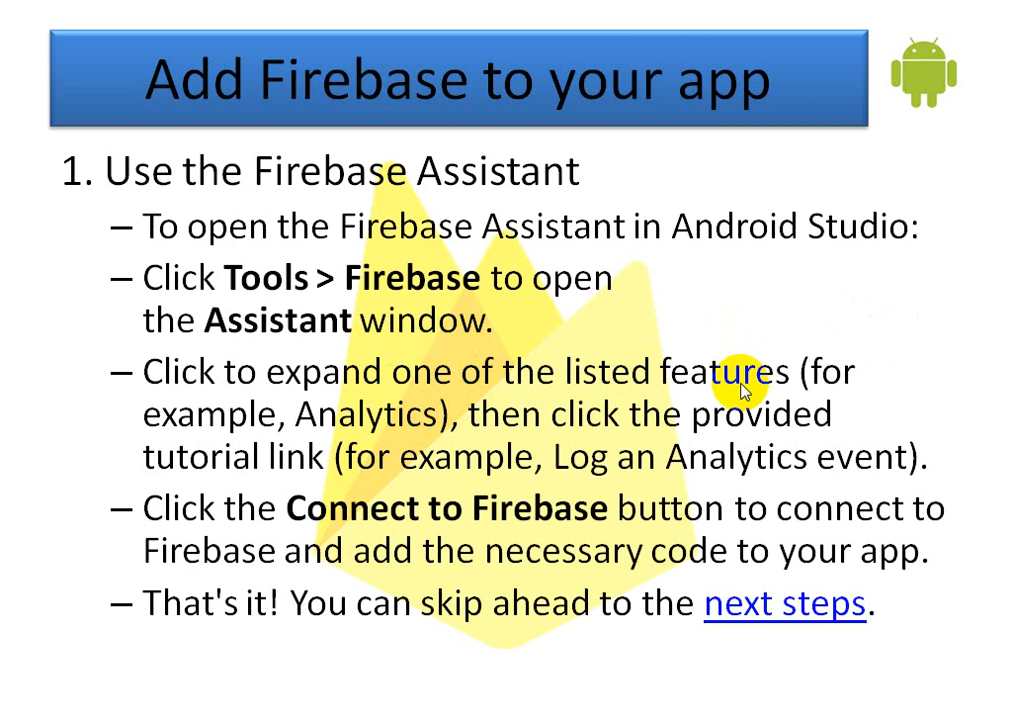 Add Firebase to your app
1. Use the Firebase Assistant
– To open the Firebase Assistant in Android Studio:
– Click Tools > Firebase to open
the Assistant window.
– Click to expand one of the listed features (for
example, Analytics), then click the provided
tutorial link (for example, Log an Analytics event).
– Click the Connect to Firebase button to connect to
Firebase and add the necessary code to your app.
– That's it! You can skip ahead to the next steps.